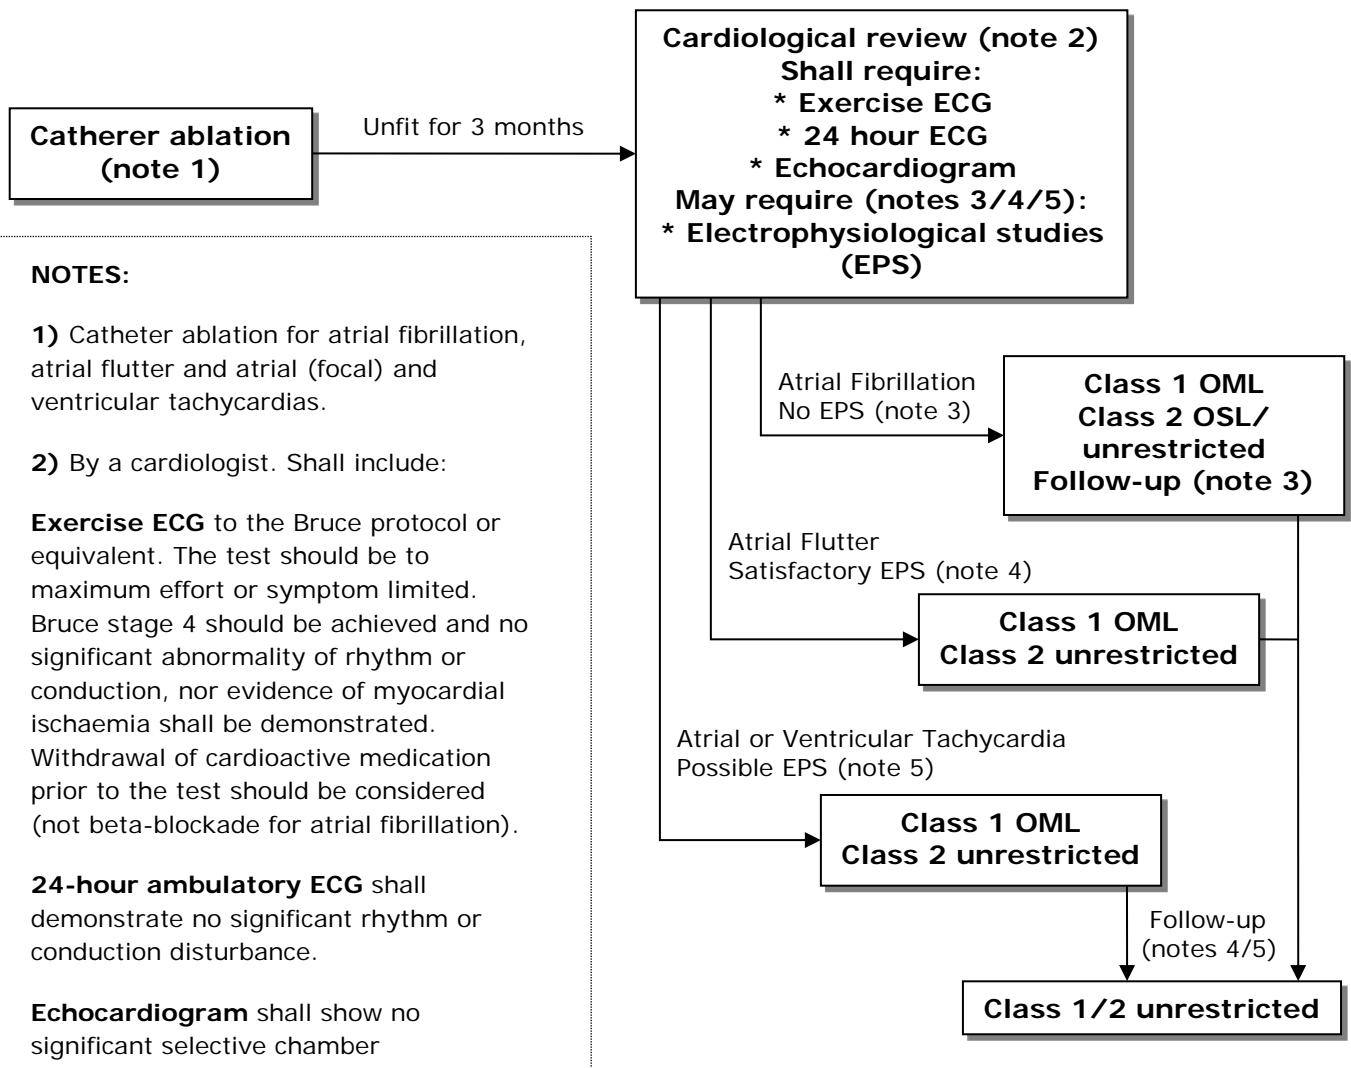 Cardiological review (note 2)
Shall require:
* Exercise ECG
* 24 hour ECG
* Echocardiogram
May require (notes 3/4/5):
* Electrophysiological studies
(EPS)
Catherer ablation
(note 1)
Unfit for 3 months
NOTES:
1) Catheter ablation for atrial fibrillation,
atrial flutter and atrial (focal) and
ventricular tachycardias.
2) By a cardiologist. Shall include:
Exercise ECG to the Bruce protocol or
equivalent. The test should be to
maximum effort or symptom limited.
Bruce stage 4 should be achieved and no
significant abnormality of rhythm or
conduction, nor evidence of myocardial
ischaemia shall be demonstrated.
Withdrawal of cardioactive medication
prior to the test should be considered
(not beta-blockade for atrial fibrillation).
24-hour ambulatory ECG shall
demonstrate no significant rhythm or
conduction disturbance.
Echocardiogram shall show no
significant selective chamber
Atrial Fibrillation
No EPS (note 3)
Class 1 OML
Class 2 OSL/
unrestricted
Follow-up (note 3)
Atrial Flutter
Satisfactory EPS (note 4)
Class 1 OML
Class 2 unrestricted
Atrial or Ventricular Tachycardia
Possible EPS (note 5)
Class 1 OML
Class 2 unrestricted
Follow-up
(notes 4/5)
Class 1/2 unrestricted